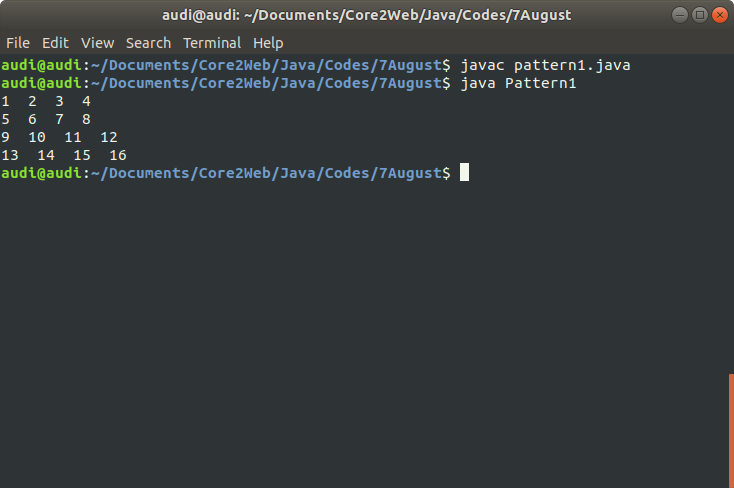 audi@audi: ~/Documents/Core2Web/Java/Codes/7August
File Edit View Search Terminal Help
audi@audi:~/Documents/Core2Web/Java/Codes/7August$ javac pattern1.java
audi@audi:~/Documents/Core2Web/Java/Codes/7August$ java Pattern1
1  2  3  4
5  6  7  8
9  10  11  12
13  14  15  16
audi@audi:~/Documents/Core2Web/Java/Codes/7August$